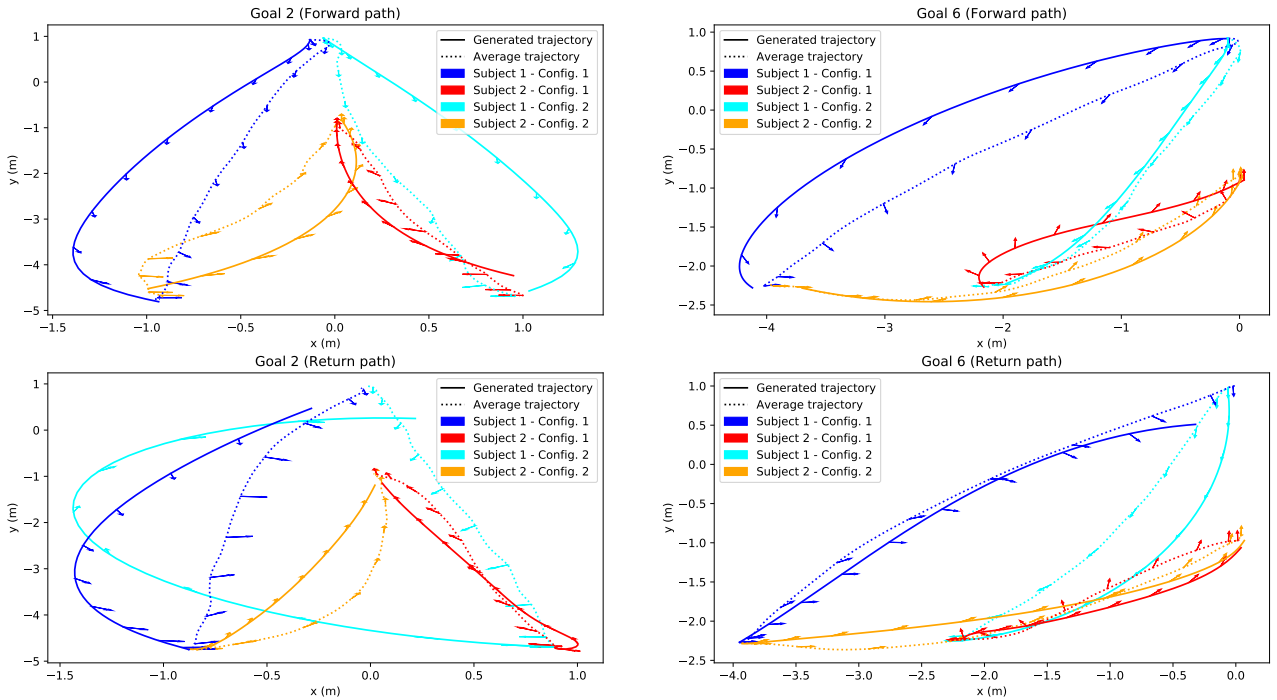 Goal 2 (Forward path)
y (m)
1
0
−1
−2
−3
−4
−5
−1.5
−1.0
−0.5
0.0
0.5
1.0
x (m)
Generated trajectory
Average trajectory
Subject 1 - Config. 1
Subject 2 - Config. 1
Subject 1 - Config. 2
Subject 2 - Config. 2
Goal 6 (Forward path)
y (m)
1.0
0.5
0.0
−0.5
−1.0
−1.5
−2.0
−2.5
−4
−3
−2
−1
0
x (m)
Generated trajectory
Average trajectory
Subject 1 - Config. 1
Subject 2 - Config. 1
Subject 1 - Config. 2
Subject 2 - Config. 2
Goal 2 (Return path)
y (m)
1
0
−1
−2
−3
−4
−5
−1.5
−1.0
−0.5
0.0
0.5
1.0
x (m)
Generated trajectory
Average trajectory
Subject 1 - Config. 1
Subject 2 - Config. 1
Subject 1 - Config. 2
Subject 2 - Config. 2
Goal 6 (Return path)
y (m)
1.0
0.5
0.0
−0.5
−1.0
−1.5
−2.0
−2.5
−4.0
−3.5
−3.0
−2.5
−2.0
−1.5
−1.0
−0.5
0.0
x (m)
Generated trajectory
Average trajectory
Subject 1 - Config. 1
Subject 2 - Config. 1
Subject 1 - Config. 2
Subject 2 - Config. 2